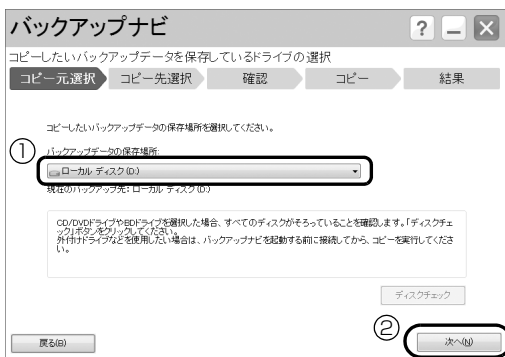 バックアップナビ
? － ×
コピーしたいバックアップデータを保存しているドライブの選択
コピー元選択 コピー先選択 確認 コピー 結果
コピーしたいバックアップデータの保存場所を選択してください。
① バックアップデータの保存場所:
ローカル ディスク(D:)
現在のバックアップ先: ローカル ディスク(D:)
CD/DVDドライブやBDドライブを選択した場合、すべてのディスクがそろっていることを確認します。「ディスクチェ
ック」ボタンをクリックしてください。
外付けドライブなどを使用したい場合は、バックアップナビを起動する前に接続してから、コピーを実行してくださ
い。
ディスクチェック
②
戻る(B) 次へ(N)